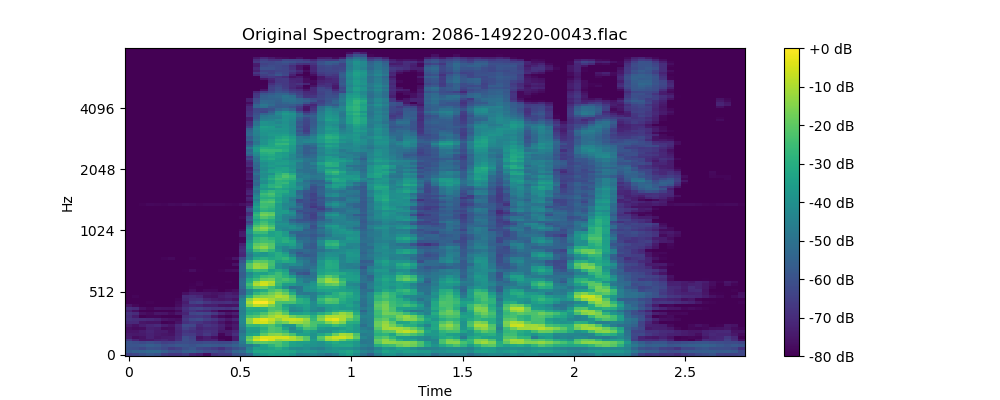 Original Spectrogram: 2086-149220-0043.flac
Hz
4096
2048
1024
512
0
0 0.5 1 1.5 2 2.5
Time
+0 dB
-10 dB
-20 dB
-30 dB
-40 dB
-50 dB
-60 dB
-70 dB
-80 dB